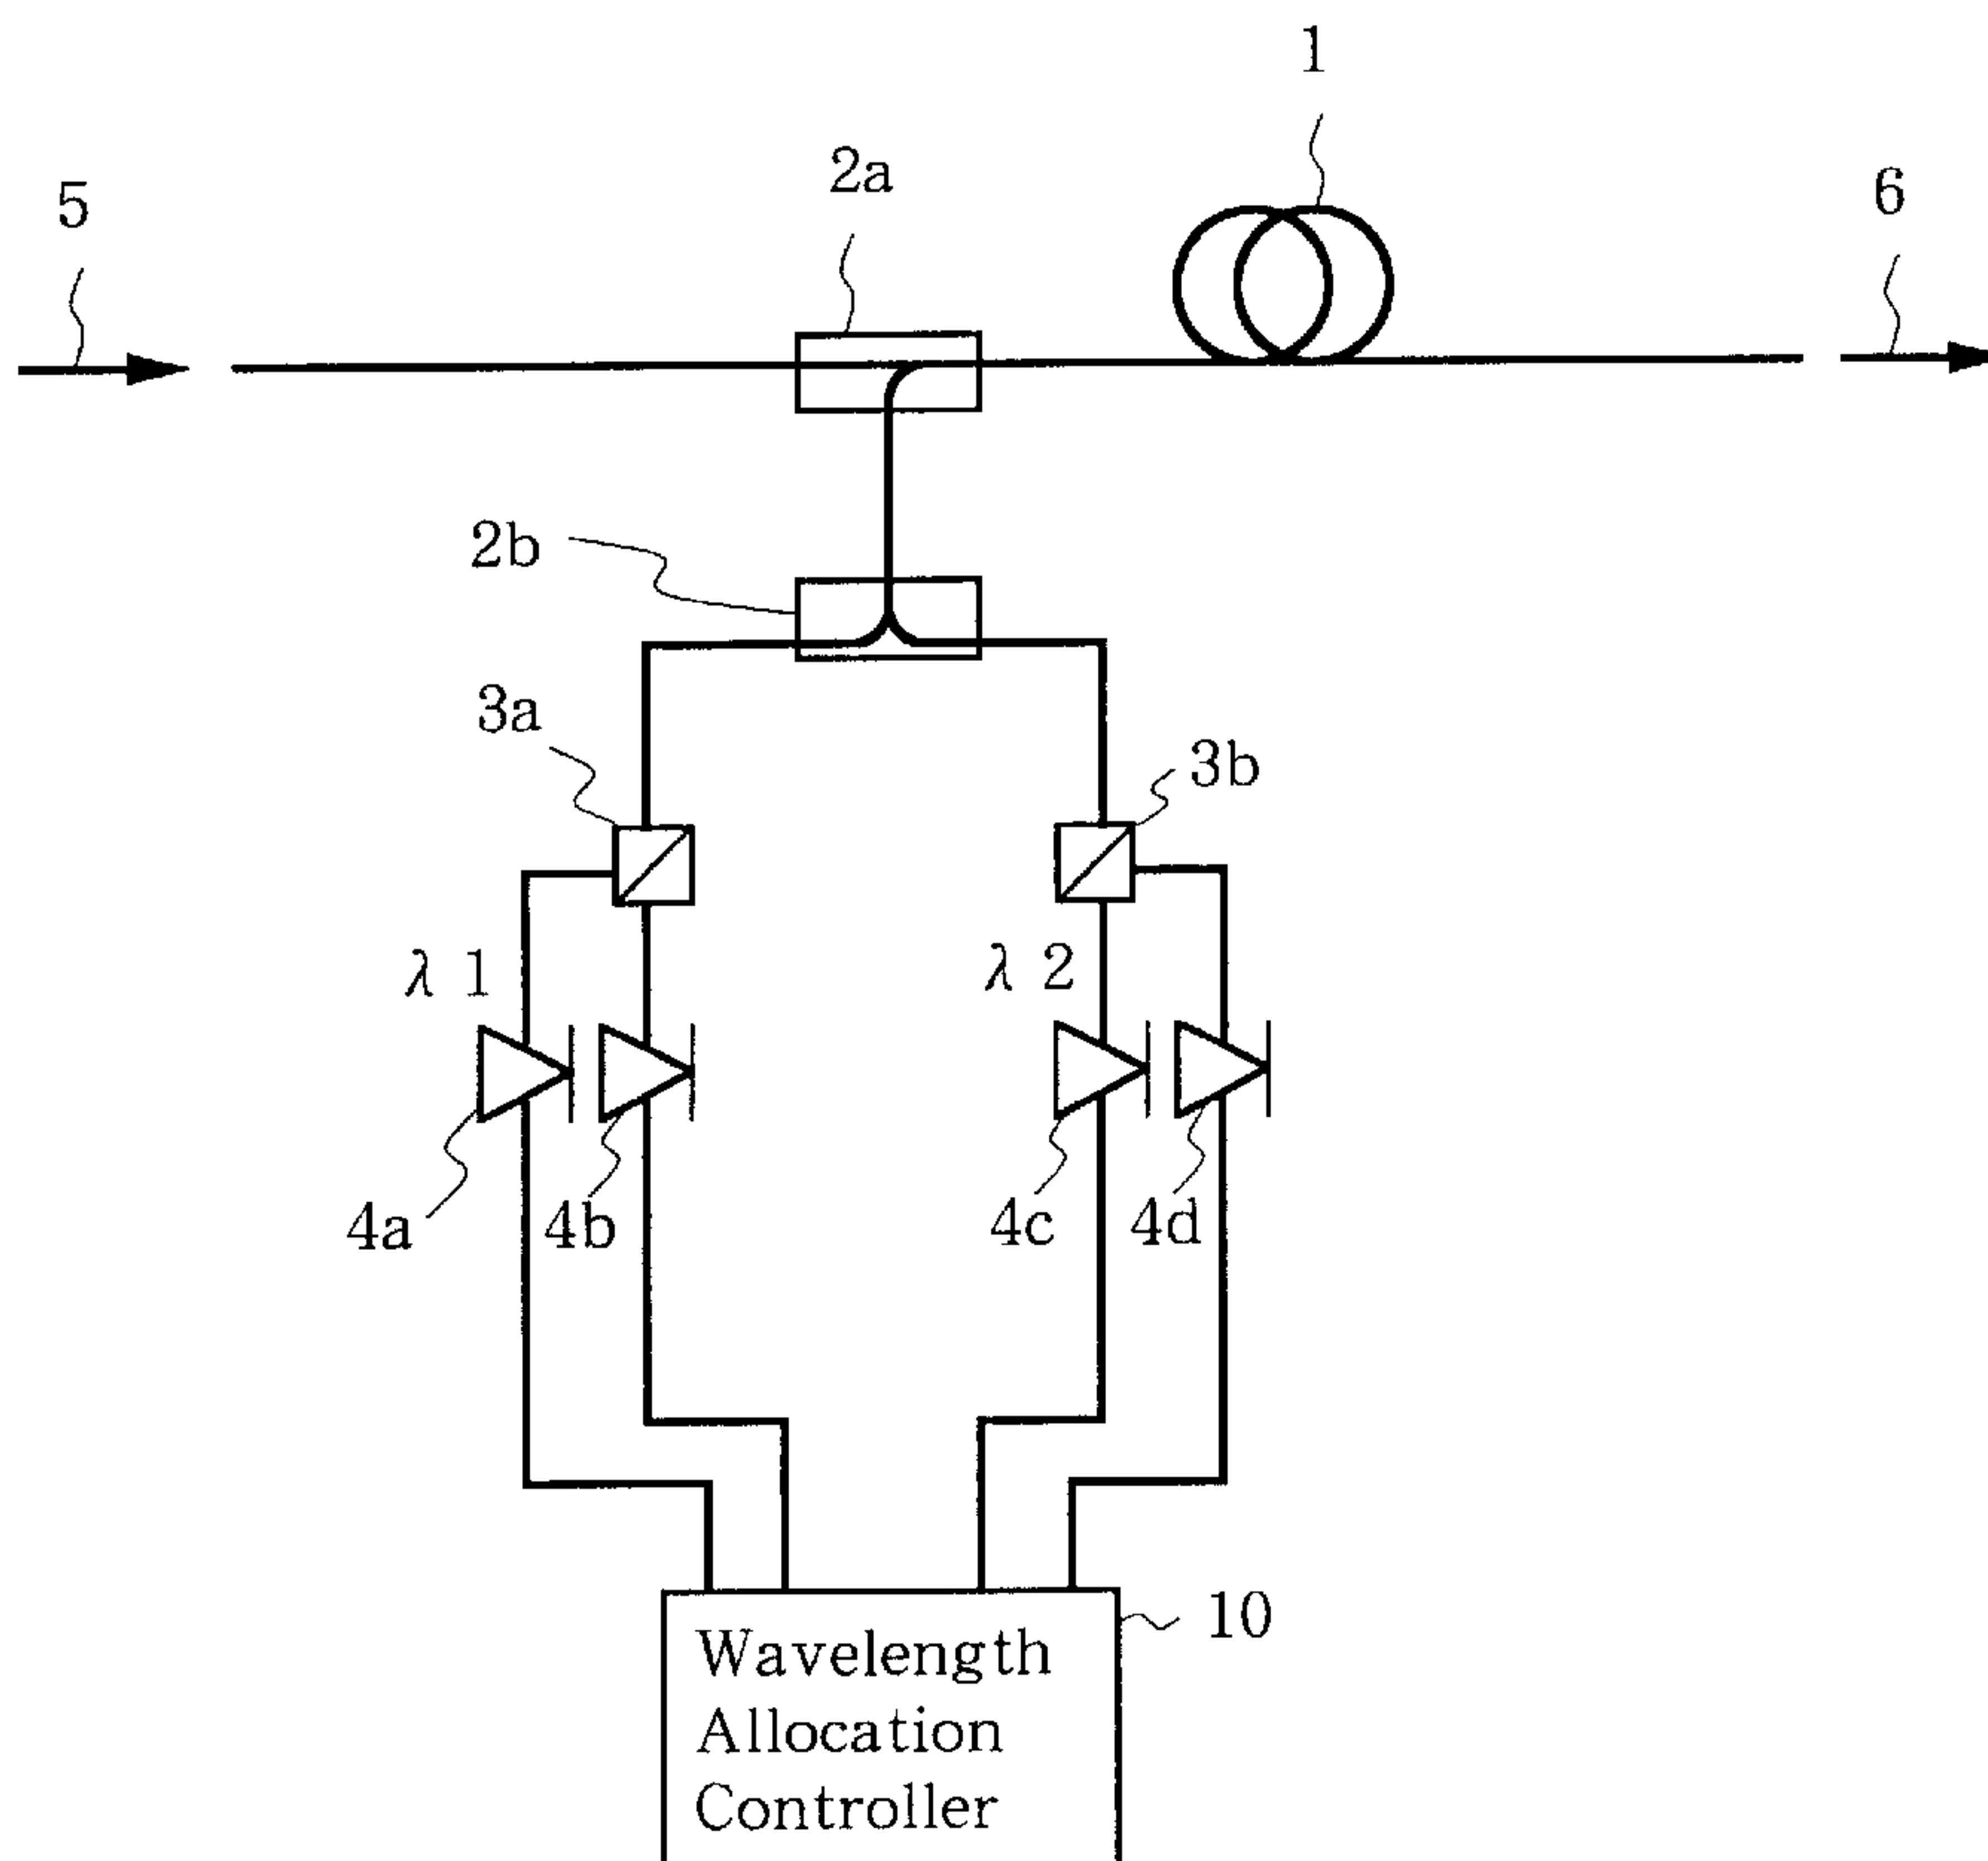 1
2a
5
6
2b
3a
3b
λ 1
λ 2
4a
4b
4c
4d
10
Wavelength
Allocation
Controller